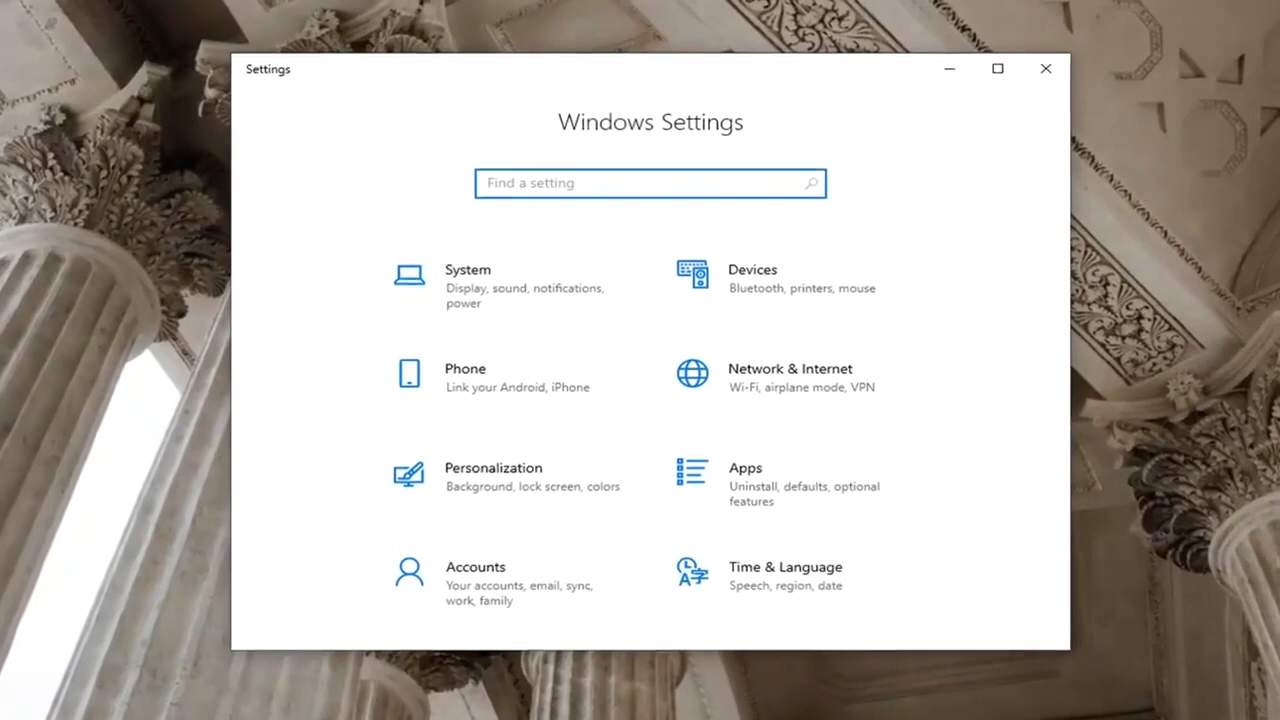 Settings
Windows Settings
Find a setting
System
Display, sound, notifications,
power
Devices
Bluetooth, printers, mouse
Phone
Link your Android, iPhone
Network & Internet
Wi-Fi, airplane mode, VPN
Personalization
Background, lock screen, colors
Apps
Uninstall, defaults, optional
features
Accounts
Your accounts, email, sync,
work, family
Time & Language
Speech, region, date